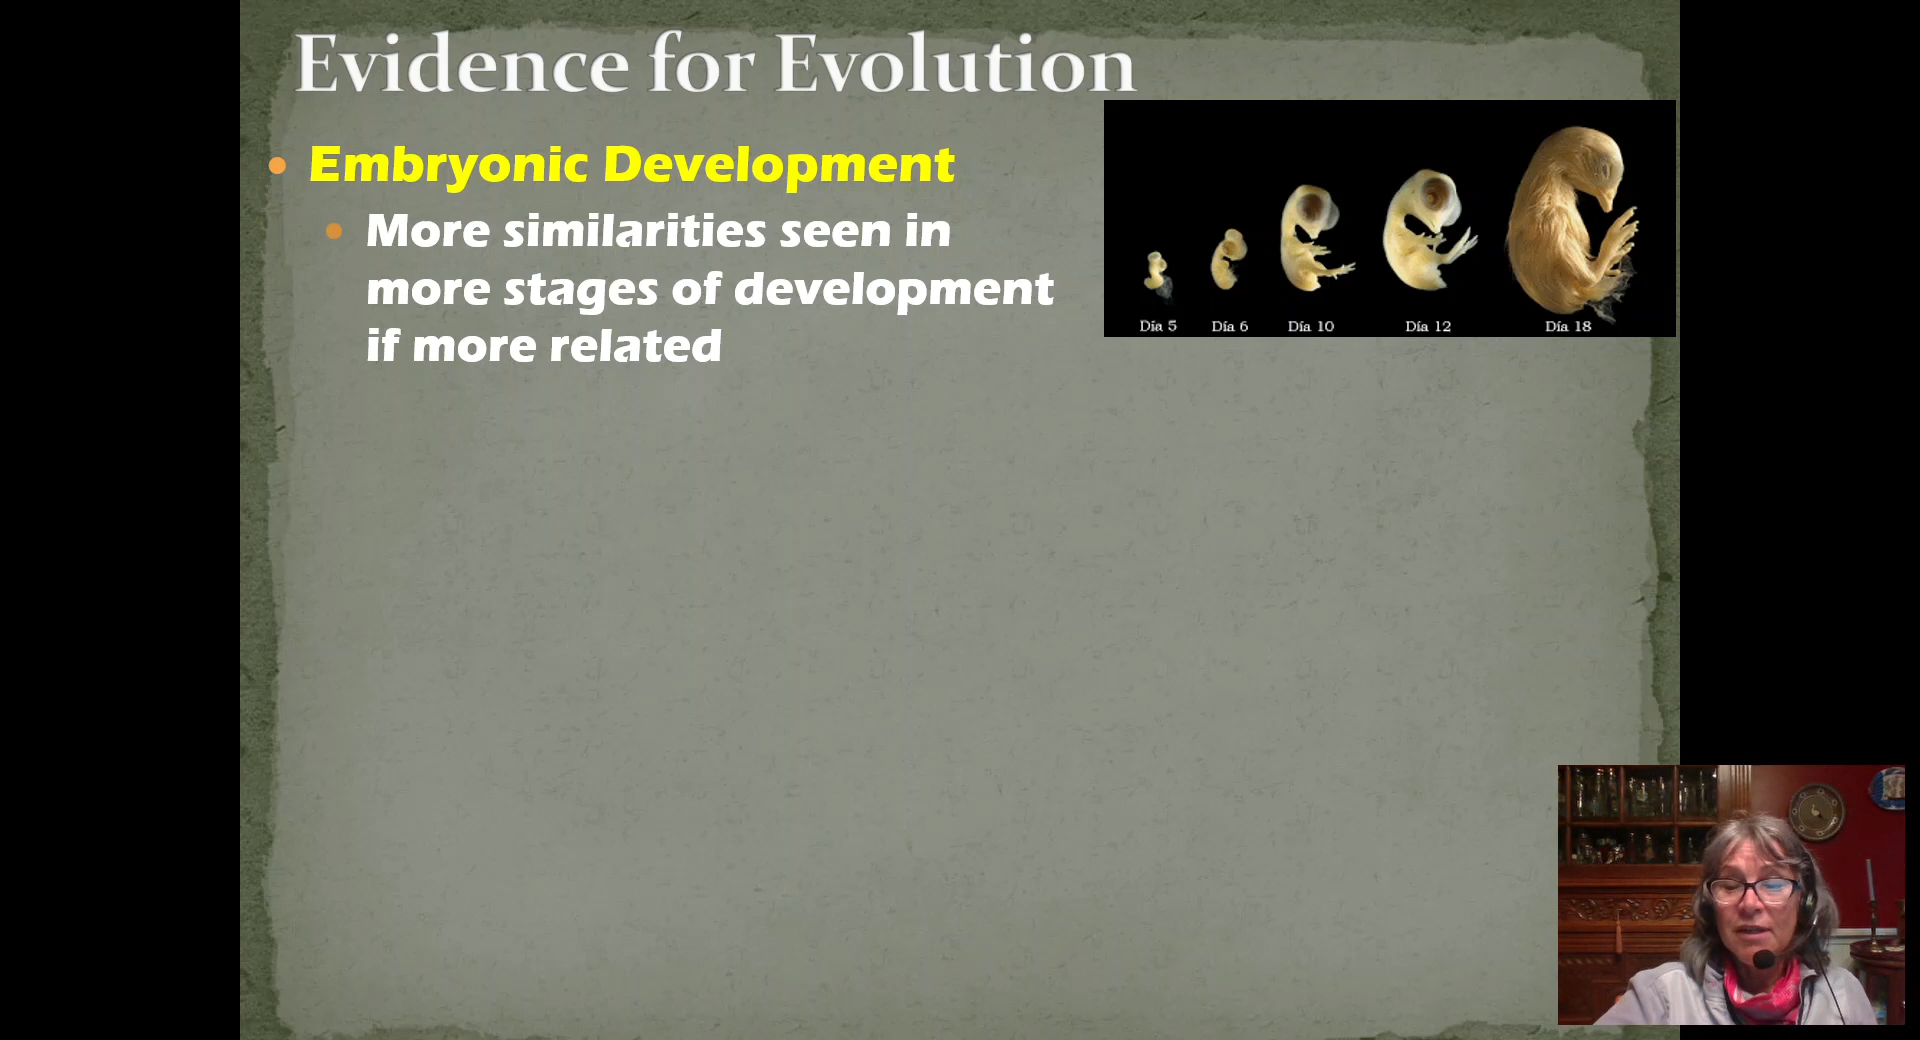 Evidence for Evolution
Embryonic Development
More similarities seen in
more stages of development
if more related
Día 5 Día 6 Día 10 Día 12 Día 18